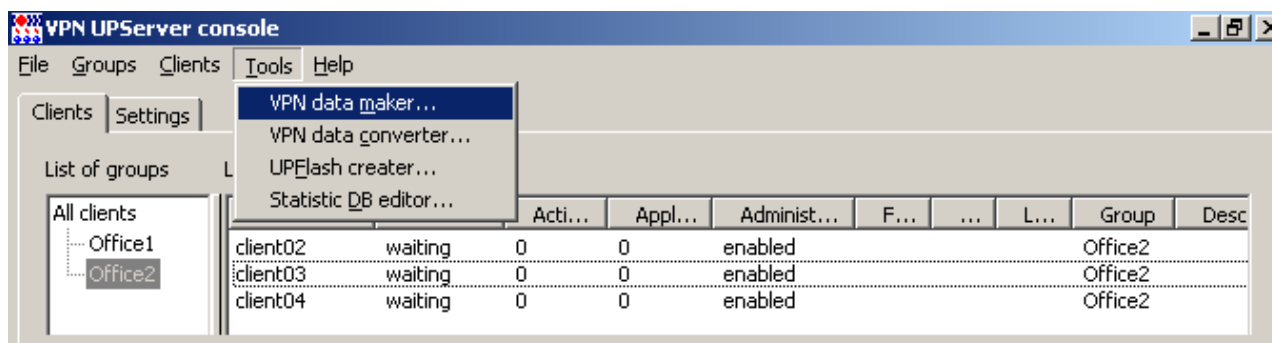 VPN UPServer console
File Groups Clients Tools Help
VPN data maker...
VPN data converter...
UPFlash creater...
Statistic DB editor...
Clients Settings
List of groups L
All clients
Office1
Office2
Acti... Appl... Administ... F... ... L... Group Desc
client02 waiting 0 0 enabled Office2
client03 waiting 0 0 enabled Office2
client04 waiting 0 0 enabled Office2